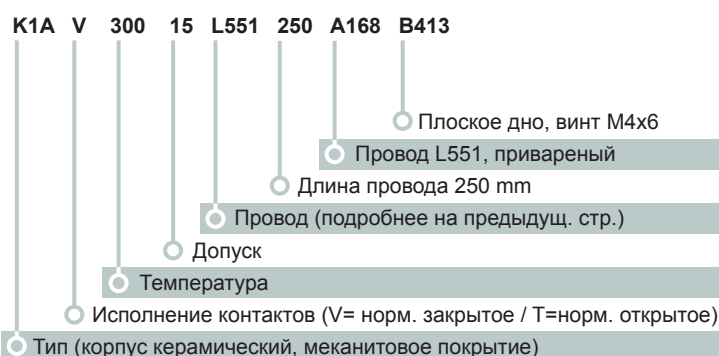 K1A V 300 15 L551 250 A168 B413
Плоское дно, винт M4x6
Провод L551, привареный
Длина провода 250 mm
Провод (подробнее на предыдущ. стр.)
Допуск
Температура
Исполнение контактов (V= норм. закрытое / T=норм. открытое)
Тип (корпус керамический, меканитовое покрытие)